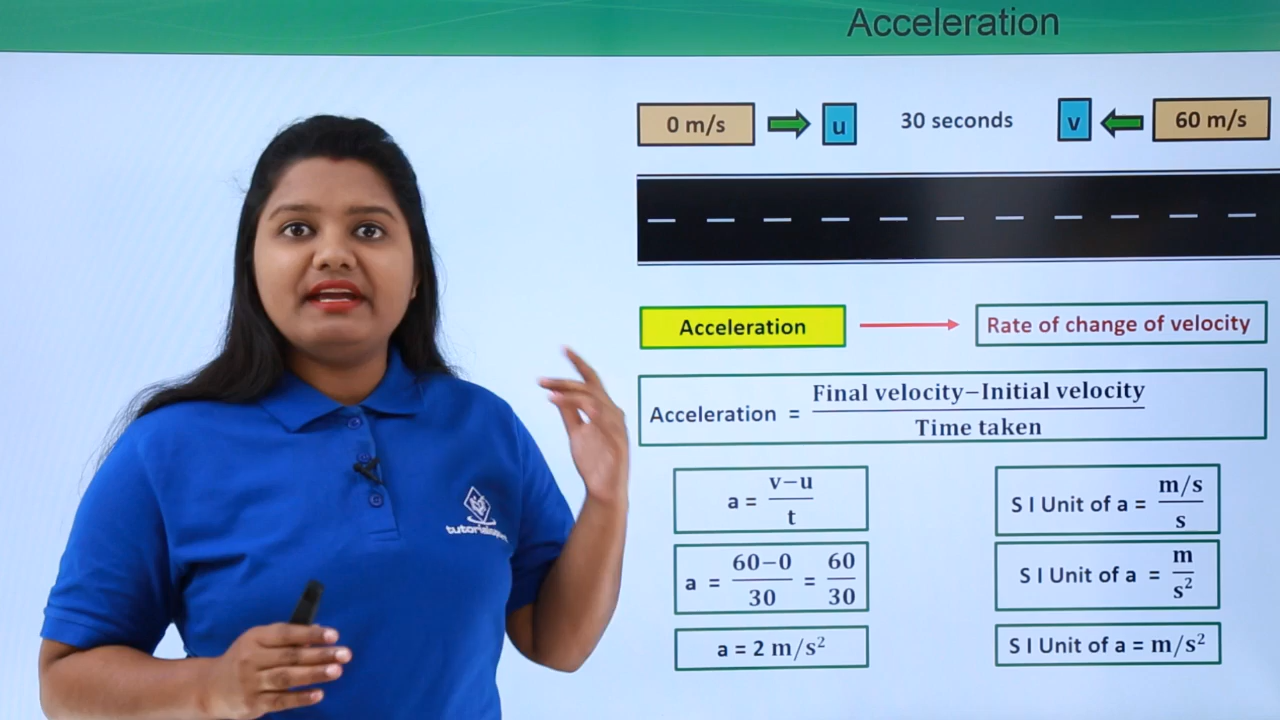 Acceleration
0 m/s u 30 seconds v 60 m/s
Acceleration Rate of change of velocity
Acceleration = Final velocity−Initial velocity / Time taken
a = v−u / t
S I Unit of a = m/s / s
a = 60−0 / 30 = 60 / 30
S I Unit of a = m / s²
a = 2 m/s²
S I Unit of a = m/s²